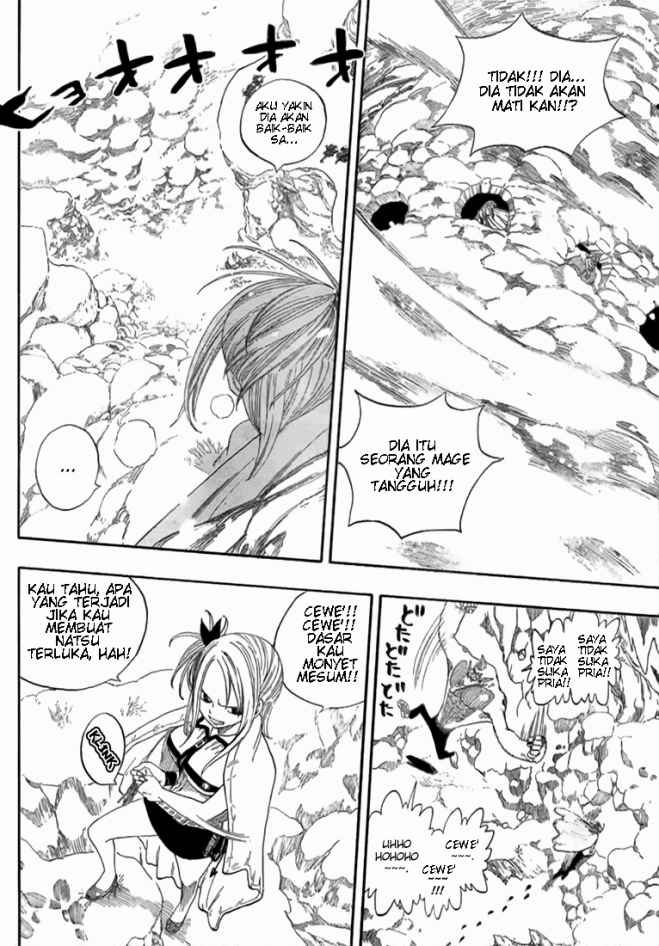 TIDAK!!! DIA...
DIA TIDAK AKAN
MATI KAN!!?
DIA ITU
SEORANG MAGE
YANG
TANGGUH!!!
AKU YAKIN
DIA AKAN
BAIK-BAIK
SA...
オオオオ
...
SAYA
TIDAK
SUKA
PRIA!!
SAYA
TIDAK
SUKA
PRIA!!
どたどたどた
CEWE'
~~~.
CEWE'
~~~
!!!
UHHO
HOHOHO
~~~.
CEWE'!!
CEWE'!!
DASAR
KAU
MONYET
MESUM!!
KAU TAHU, APA
YANG TERJADI
JIKA KAU
MEMBUAT
NATSU
TERLUKA, HAH!
KLINK